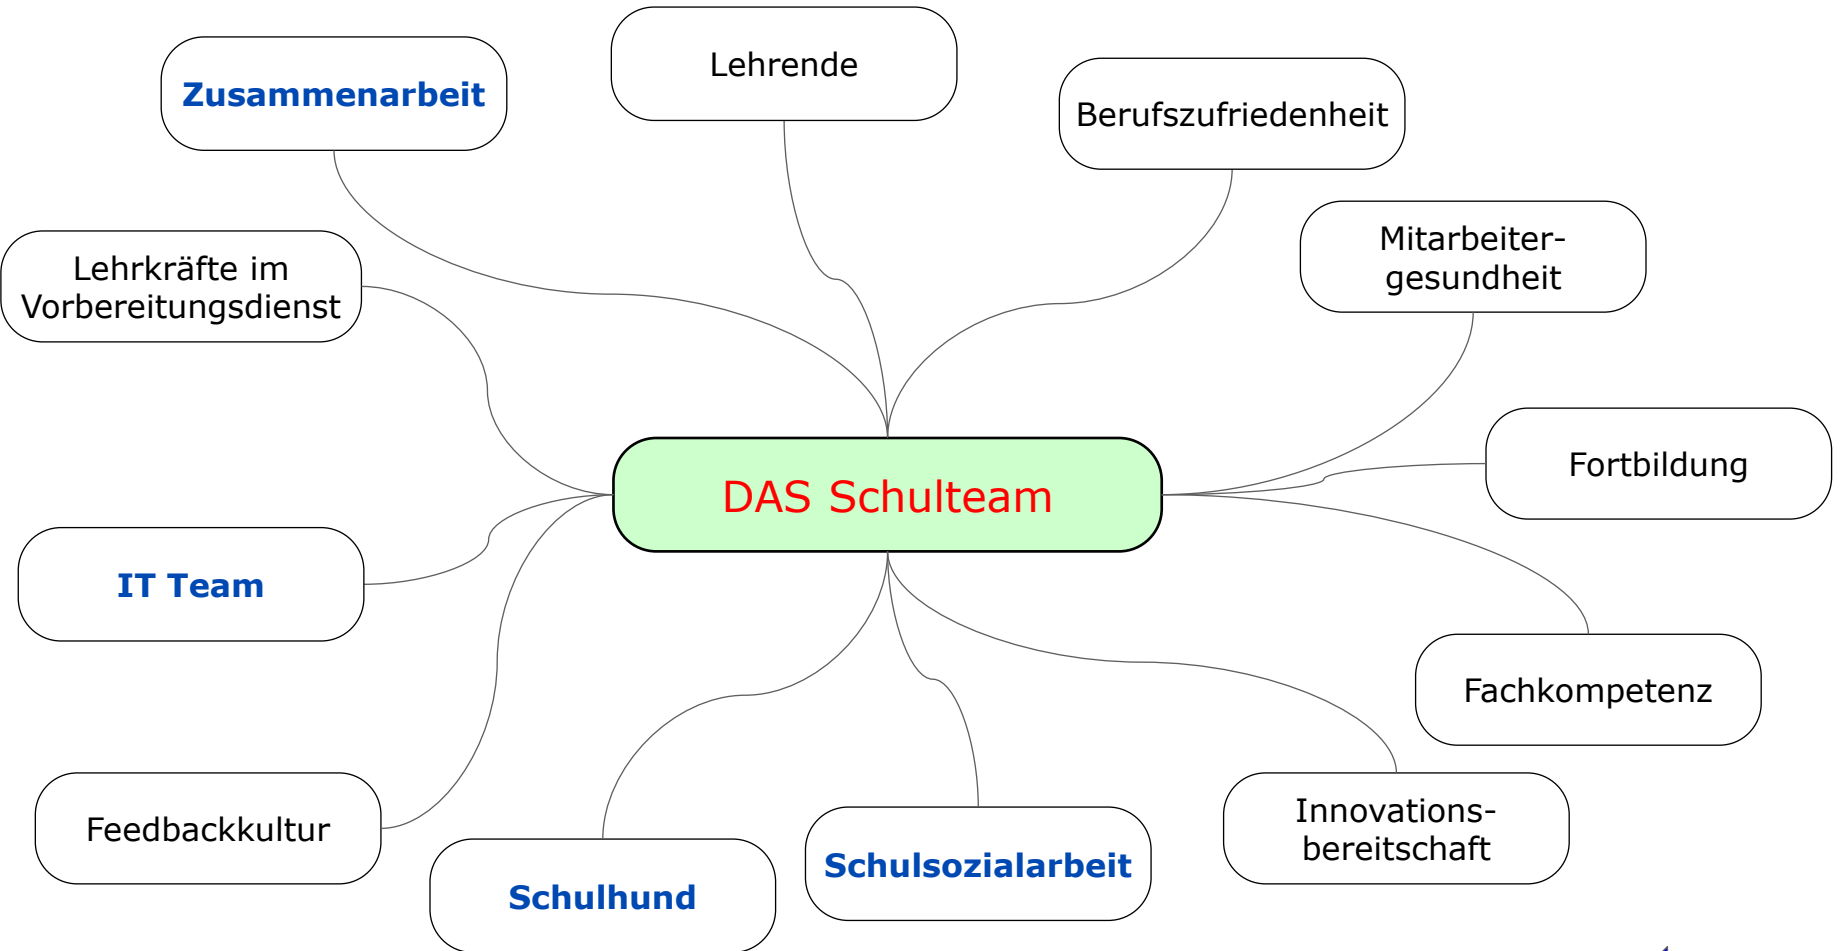 Lehrende
Zusammenarbeit
Berufszufriedenheit
Mitarbeiter-
gesundheit
Lehrkräfte im
Vorbereitungsdienst
Fortbildung
DAS Schulteam
IT Team
Fachkompetenz
Feedbackkultur
Innovations-
bereitschaft
Schulsozialarbeit
Schulhund